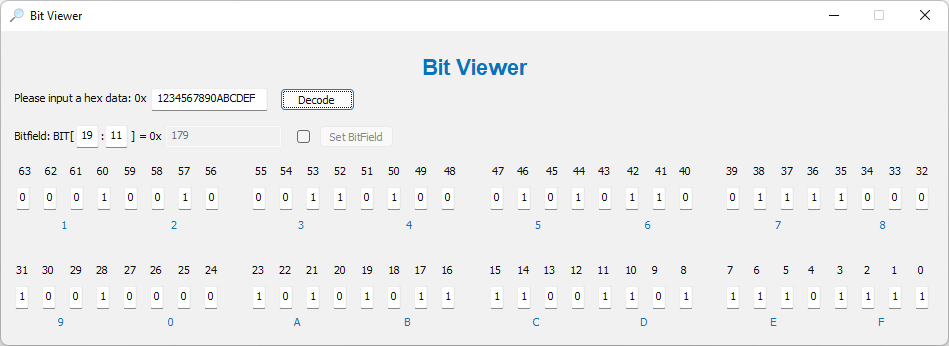 Bit Viewer
Bit Viewer
Please input a hex data: 0x 1234567890ABCDEF Decode
Bitfield: BIT[ 19 : 11 ] = 0x 179 Set BitField
63 62 61 60 59 58 57 56 55 54 53 52 51 50 49 48 47 46 45 44 43 42 41 40 39 38 37 36 35 34 33 32
0 0 0 1 0 0 1 0 0 0 1 1 0 1 0 0 0 1 0 1 0 1 1 0 0 1 1 1 1 0 0 0
1 2 3 4 5 6 7 8
31 30 29 28 27 26 25 24 23 22 21 20 19 18 17 16 15 14 13 12 11 10 9 8 7 6 5 4 3 2 1 0
1 0 0 1 0 0 0 0 1 0 1 0 1 0 1 1 1 1 0 0 1 1 0 1 1 1 1 0 1 1 1 1
9 0 A B C D E F